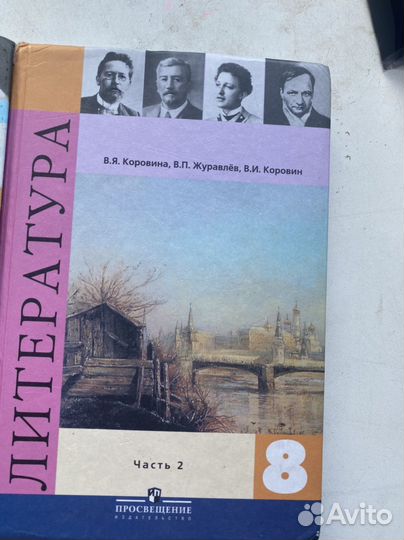 В.Я. Коровина, В.П. Журавлёв, В.И. Коровин
ЛИТЕРАТУРА
Часть 2
8
ПРОСВЕЩЕНИЕ
ИЗДАТЕЛЬСТВО
Avito